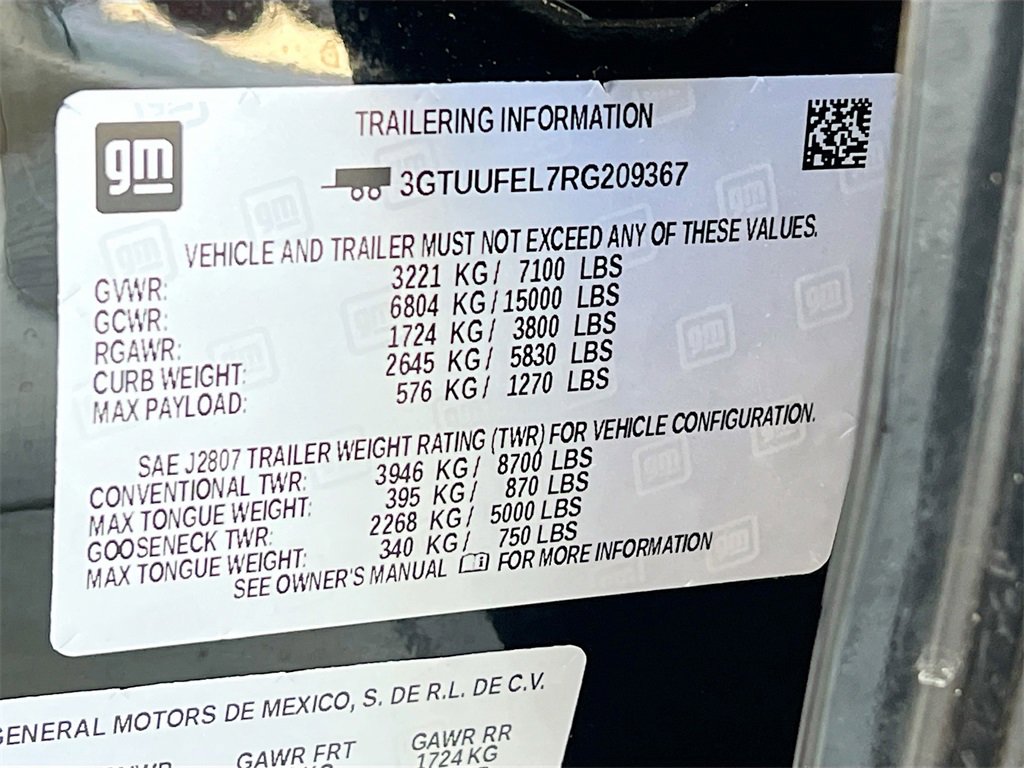 gm
TRAILERING INFORMATION
3GTUUFEL7RG209367
VEHICLE AND TRAILER MUST NOT EXCEED ANY OF THESE VALUES.
GVWR: 3221 KG/ 7100 LBS
GCWR: 6804 KG/ 15000 LBS
RGAWR: 1724 KG/ 3800 LBS
CURB WEIGHT: 2645 KG/ 5830 LBS
MAX PAYLOAD: 576 KG/ 1270 LBS
SAE J2807 TRAILER WEIGHT RATING (TWR) FOR VEHICLE CONFIGURATION.
CONVENTIONAL TWR: 3946 KG/ 8700 LBS
MAX TONGUE WEIGHT: 395 KG/ 870 LBS
GOOSENECK TWR: 2268 KG/ 5000 LBS
MAX TONGUE WEIGHT: 340 KG/ 750 LBS
SEE OWNER'S MANUAL FOR MORE INFORMATION
GENERAL MOTORS DE MEXICO, S. DE R.L. DE C.V.
GAWR FRT GAWR RR
KG 1724 KG